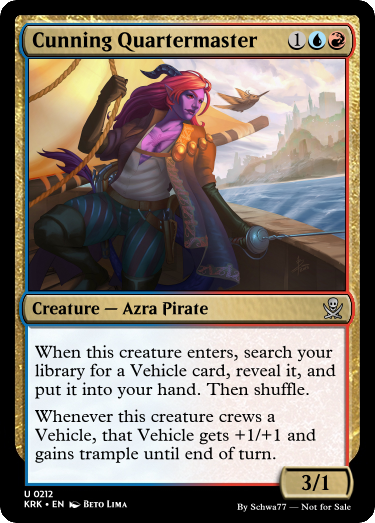 Cunning Quartermaster 1
Creature — Azra Pirate
When this creature enters, search your
library for a Vehicle card, reveal it, and
put it into your hand. Then shuffle.
Whenever this creature crews a
Vehicle, that Vehicle gets +1/+1 and
gains trample until end of turn.
3/1
U 0212
KRK • EN Beto Lima
By Schwa77 — Not for Sale